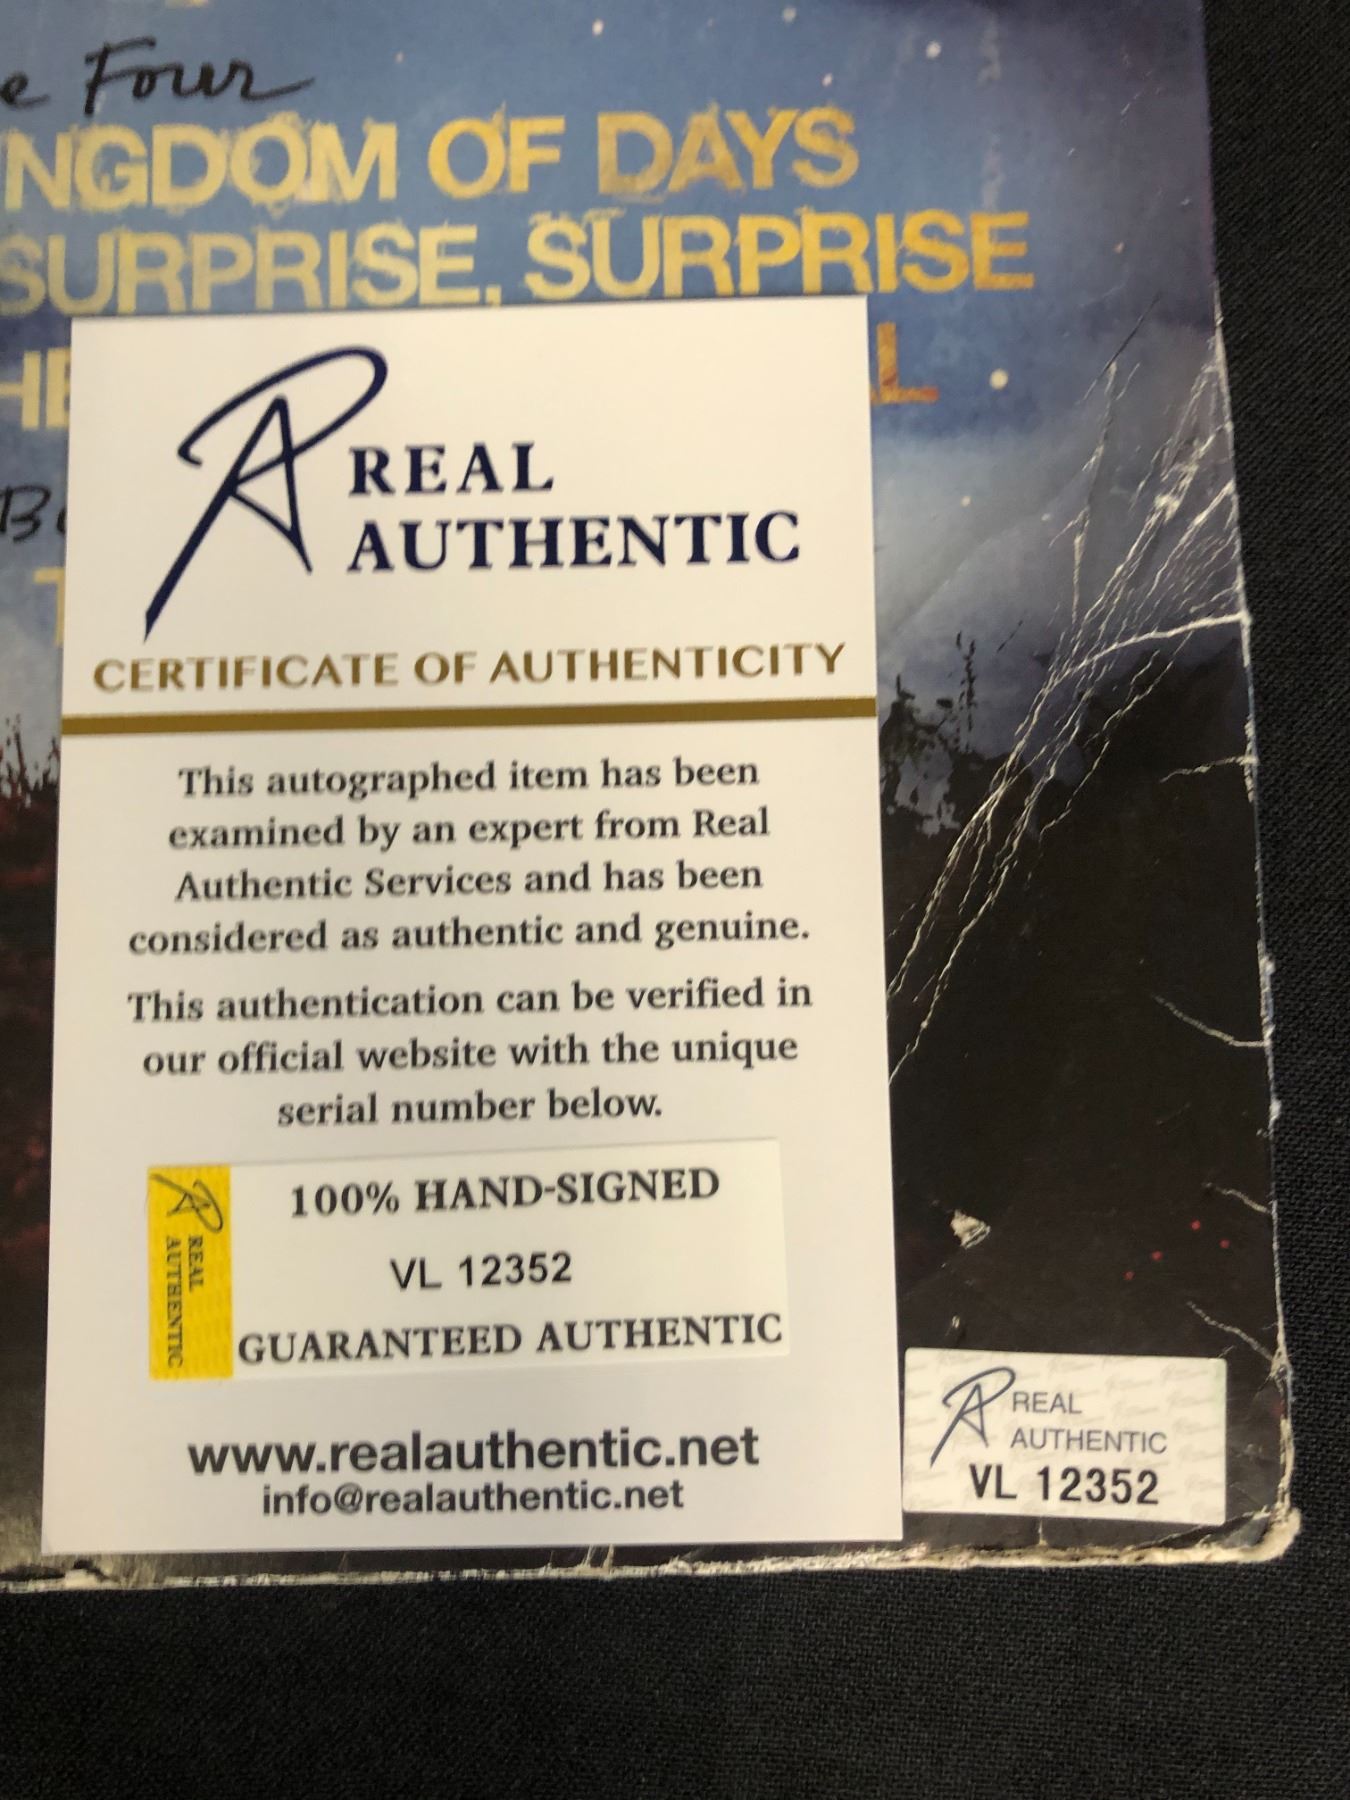 Four
NGDOM OF DAYS
SURPRISE, SURPRISE
REAL
AUTHENTIC
CERTIFICATE OF AUTHENTICITY
This autographed item has been
examined by an expert from Real
Authentic Services and has been
considered as authentic and genuine.
This authentication can be verified in
our official website with the unique
serial number below.
REAL
AUTHENTIC
100% HAND-SIGNED
VL 12352
GUARANTEED AUTHENTIC
www.realauthentic.net
info@realauthentic.net
REAL
AUTHENTIC
VL 12352